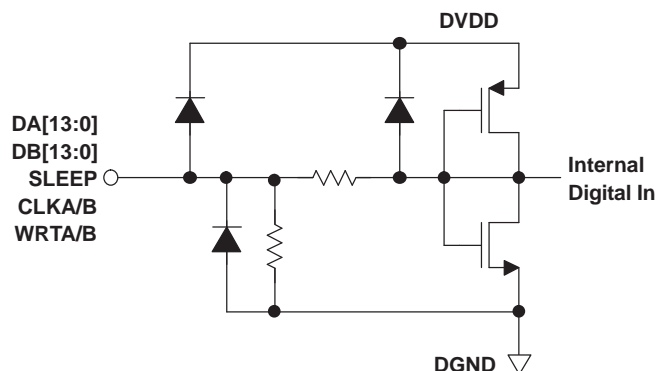 DVDD
DA[13:0]
DB[13:0]
SLEEP
CLKA/B
WRTA/B
Internal
Digital In
DGND